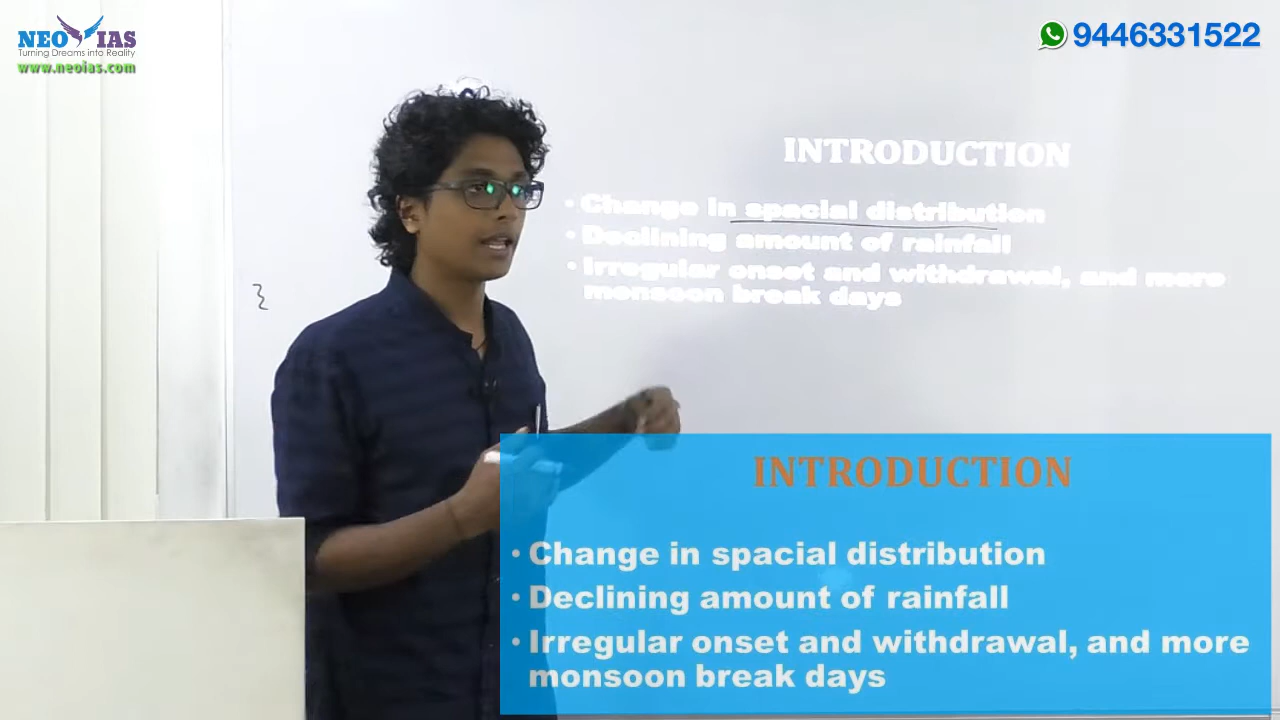 NEO IAS
Turning Dreams into Reality
www.neoias.com
9446331522
INTRODUCTION
• Change in spacial distribution
• Declining amount of rainfall
• Irregular onset and withdrawal, and more
monsoon break days
INTRODUCTION
• Change in spacial distribution
• Declining amount of rainfall
• Irregular onset and withdrawal, and more
monsoon break days